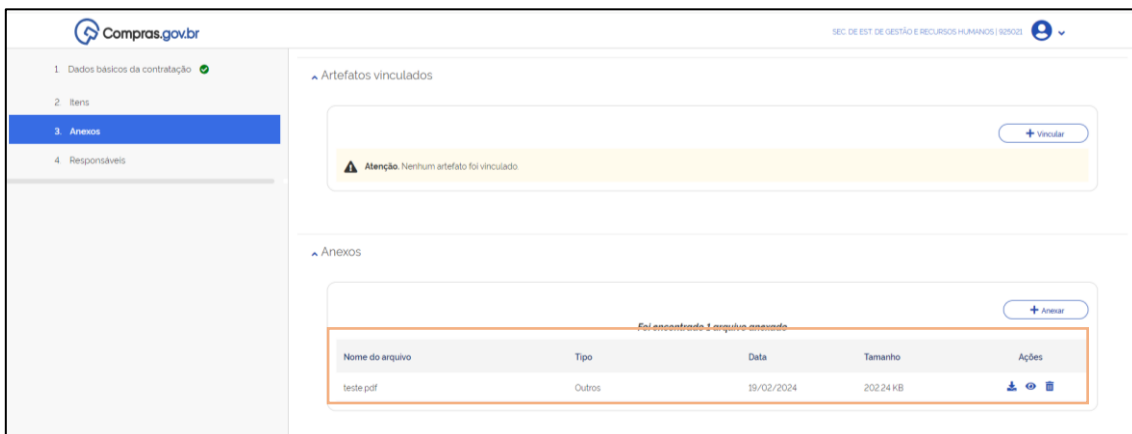 Compras.gov.br
SEC. DE EST. DE GESTÃO E RECURSOS HUMANOS | 925021
1 Dados básicos da contratação
2 Itens
3. Anexos
4 Responsáveis
Artefatos vinculados
+ Vincular
Atenção. Nenhum artefato foi vinculado.
Anexos
+ Anexar
Foi encontrado 1 arquivo anexado
Nome do arquivo Tipo Data Tamanho Ações
teste.pdf Outros 19/02/2024 202.24 KB